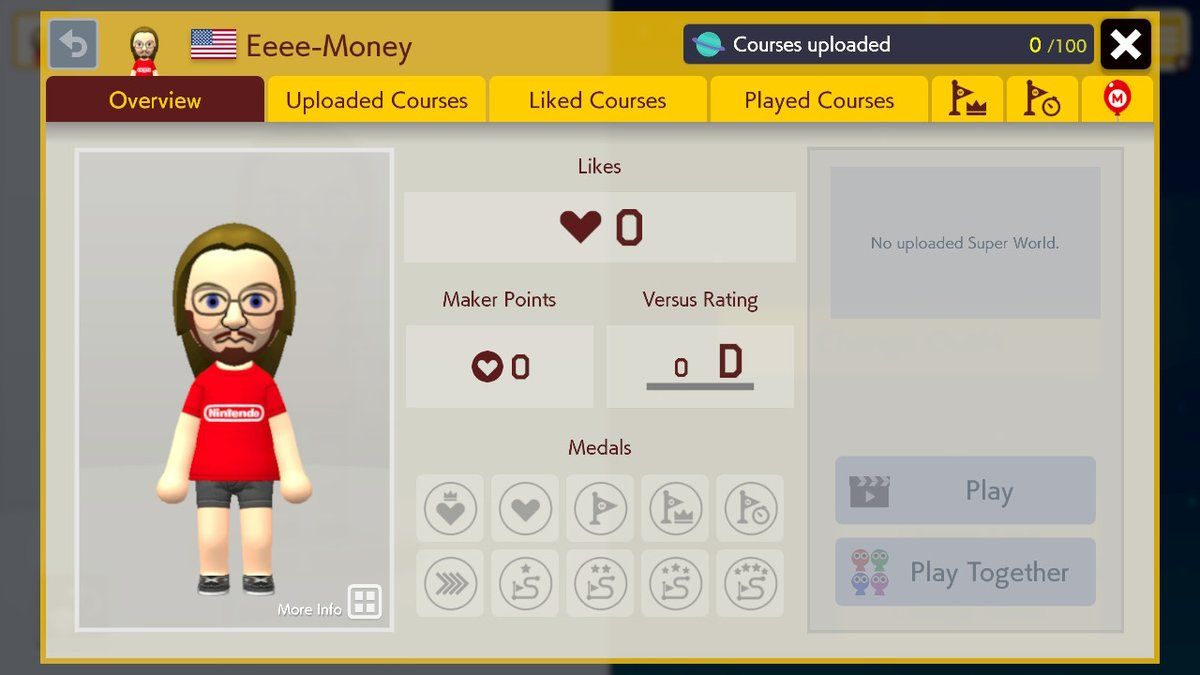 Eeee-Money
Courses uploaded 0 /100
Overview
Uploaded Courses
Liked Courses
Played Courses
M
Likes
0
Maker Points
Versus Rating
0
0 D
Medals
Nintendo
More Info
No uploaded Super World.
Play
Play Together